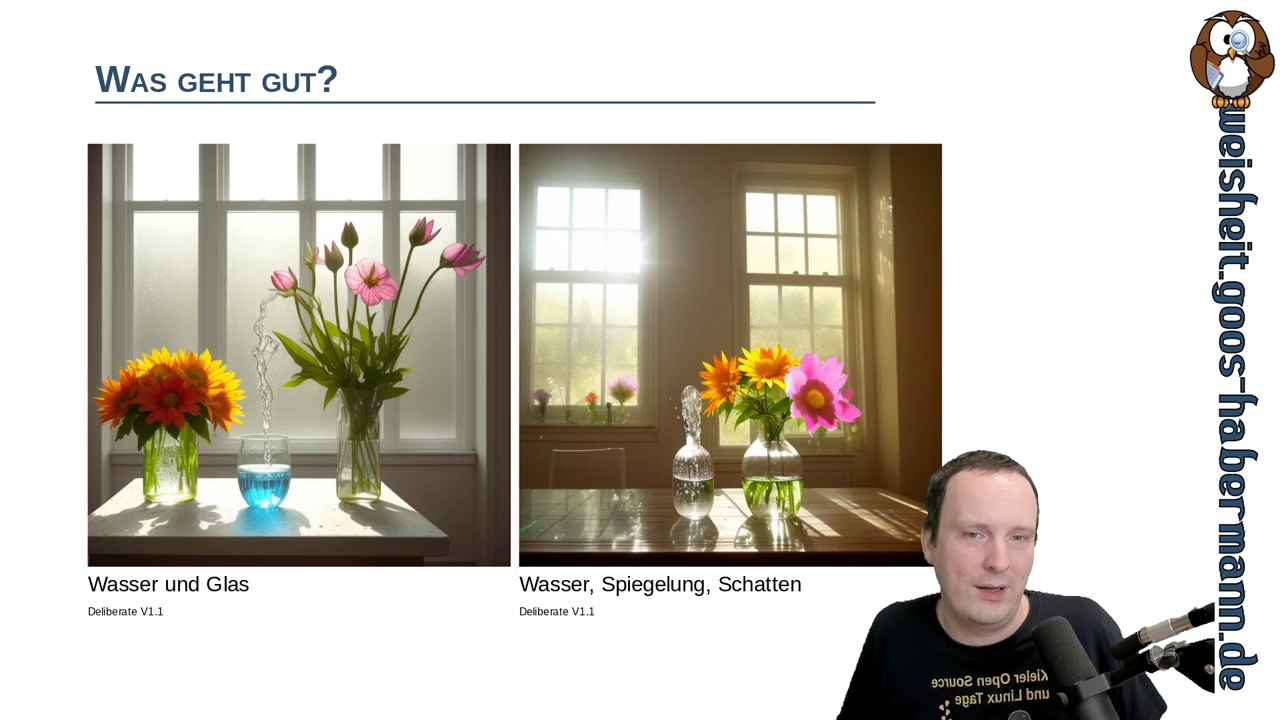 Was geht gut?
Wasser und Glas
Deliberate V1.1
Wasser, Spiegelung, Schatten
Deliberate V1.1
Kieler Open Source
und Linux Tage
weisheit.goos-habermann.de